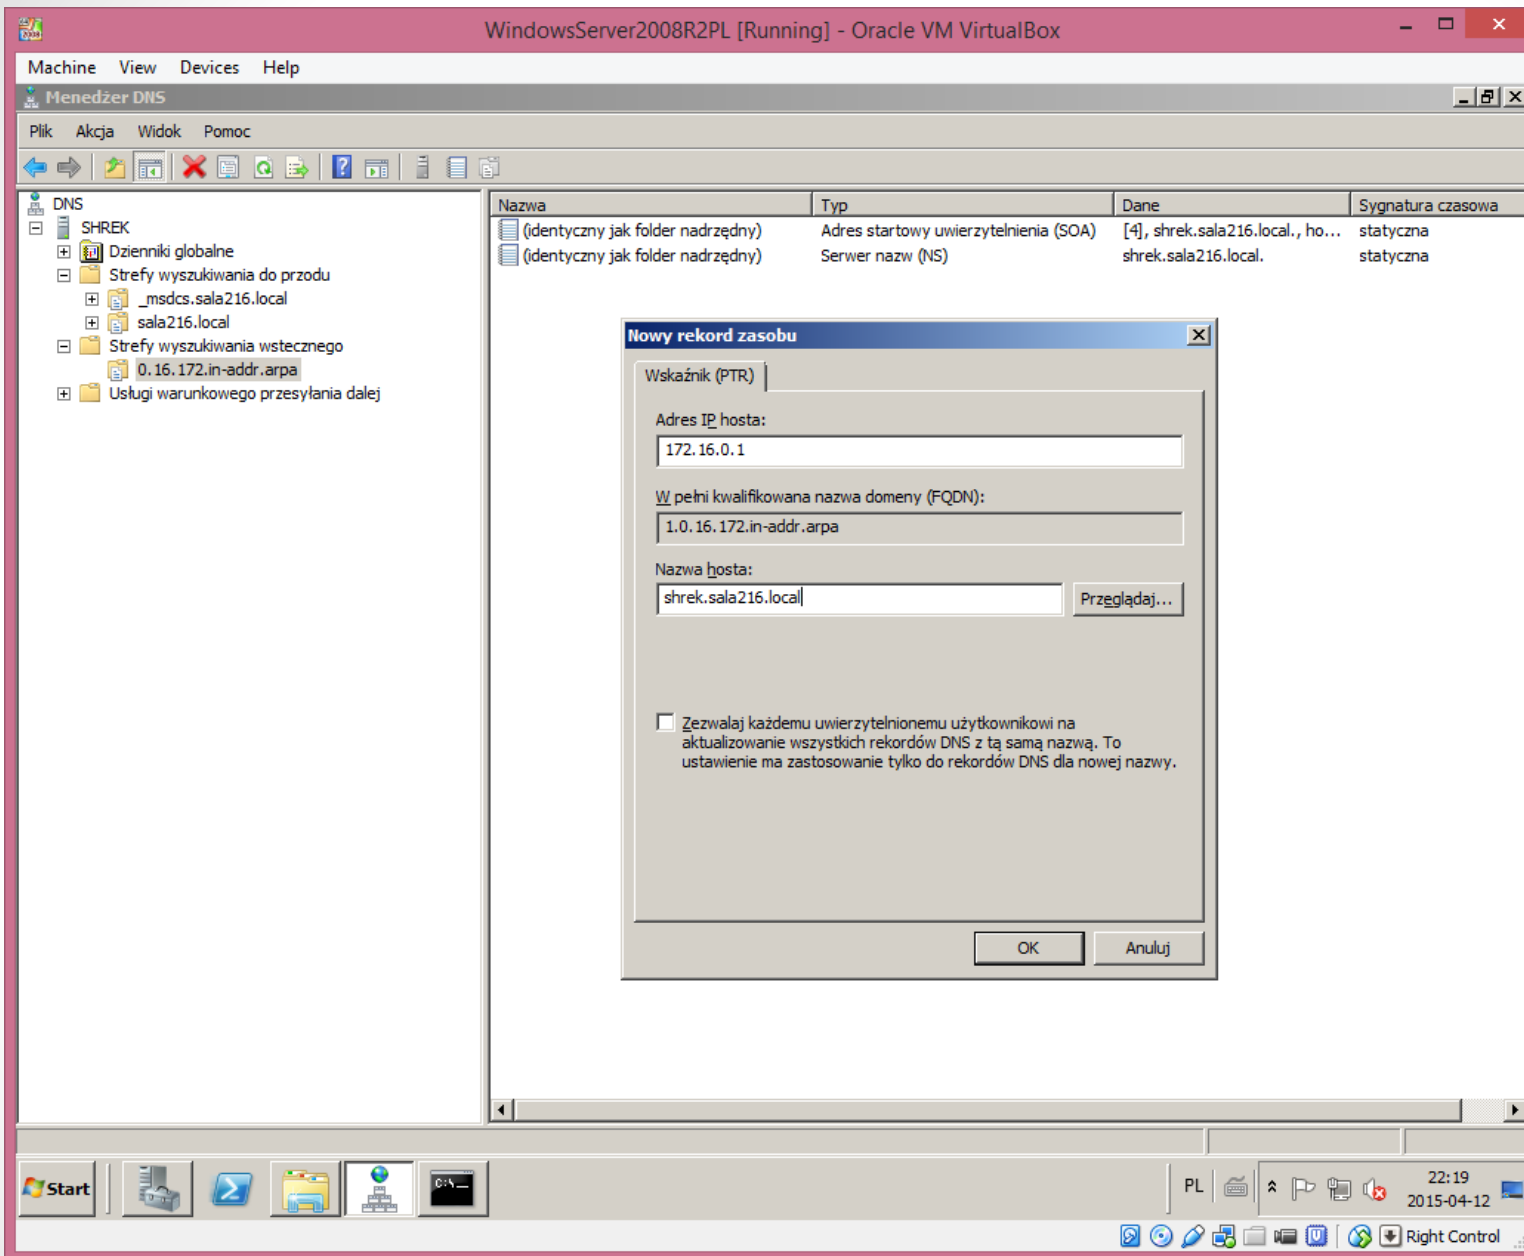 WindowsServer2008R2PL [Running] - Oracle VM VirtualBox
Machine View Devices Help
Menedżer DNS
Plik Akcja Widok Pomoc
DNS
SHREK
Dzienniki globalne
Strefy wyszukiwania do przodu
_msdcs.sala216.local
sala216.local
Strefy wyszukiwania wstecznego
0.16.172.in-addr.arpa
Usługi warunkowego przesyłania dalej
Nazwa Typ Dane Sygnatura czasowa
(identyczny jak folder nadrzędny) Adres startowy uwierzytelnienia (SOA) [4], shrek.sala216.local., ho... statyczna
(identyczny jak folder nadrzędny) Serwer nazw (NS) shrek.sala216.local. statyczna
Nowy rekord zasobu
Wskaźnik (PTR)
Adres IP hosta:
172.16.0.1
W pełni kwalifikowana nazwa domeny (FQDN):
1.0.16.172.in-addr.arpa
Nazwa hosta:
shrek.sala216.local
Przeglądaj...
Zezwalaj każdemu uwierzytelnionemu użytkownikowi na
aktualizowanie wszystkich rekordów DNS z tą samą nazwą. To
ustawienie ma zastosowanie tylko do rekordów DNS dla nowej nazwy.
OK Anuluj
Start
PL
22:19
2015-04-12
Right Control